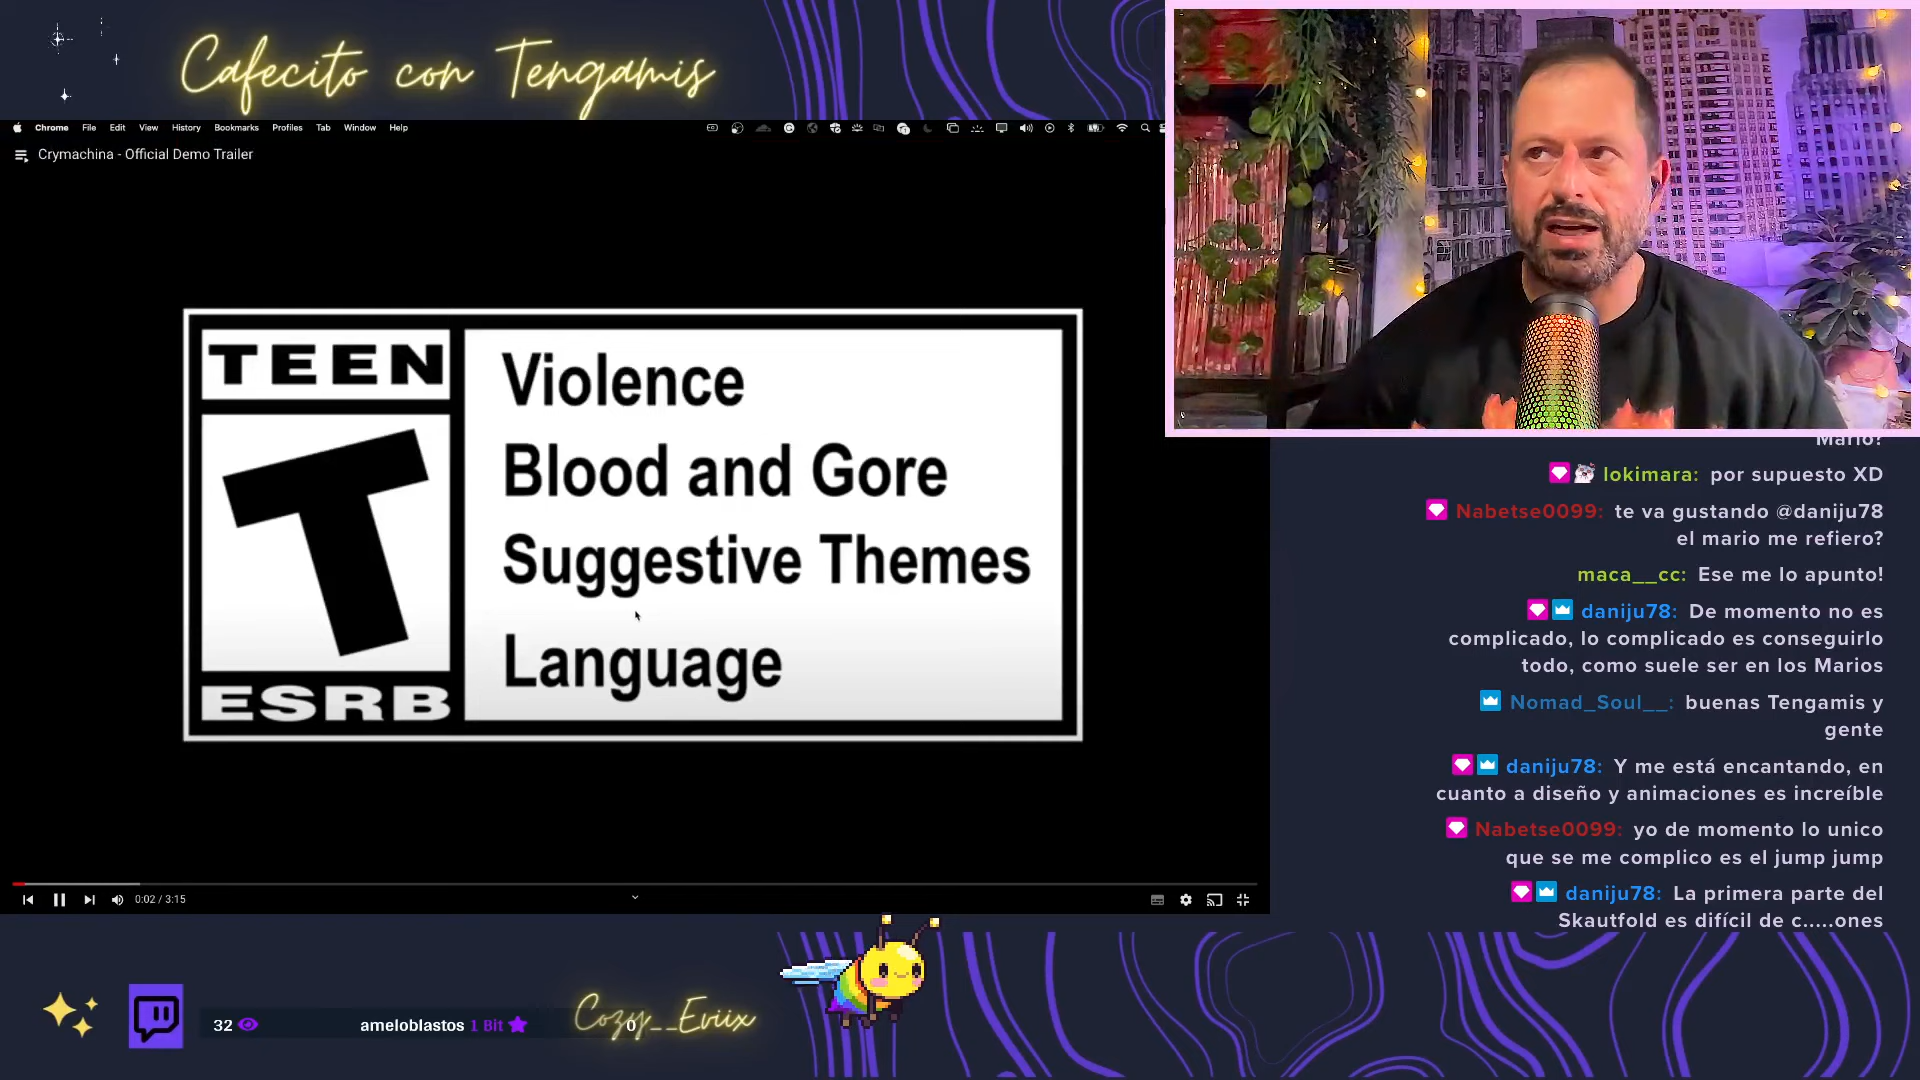 Cafecito con Tengamis
Chrome File Edit View History Bookmarks Profiles Tab Window Help
Crymachina - Official Demo Trailer
TEEN
T
ESRB
Violence
Blood and Gore
Suggestive Themes
Language
0:02 / 3:15
Mario?
lokimara: por supuesto XD
Nabetse0099: te va gustando @daniju78
el mario me refiero?
maca__cc: Ese me lo apunto!
daniju78: De momento no es
complicado, lo complicado es conseguirlo
todo, como suele ser en los Marios
Nomad_Soul__: buenas Tengamis y
gente
daniju78: Y me está encantando, en
cuanto a diseño y animaciones es increíble
Nabetse0099: yo de momento lo unico
que se me complico es el jump jump
daniju78: La primera parte del
Skautfold es difícil de c.....ones
32
ameloblastos 1 Bit
Cozy__Eviix
0